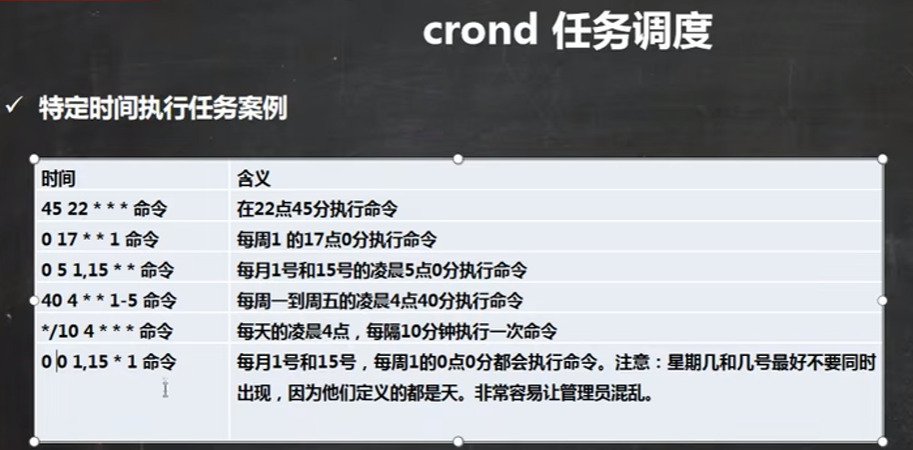 crond 任务调度
✓ 特定时间执行任务案例
时间 含义
45 22 * * * 命令 在22点45分执行命令
0 17 * * 1 命令 每周1 的17点0分执行命令
0 5 1,15 * * 命令 每月1号和15号的凌晨5点0分执行命令
40 4 * * 1-5 命令 每周一到周五的凌晨4点40分执行命令
*/10 4 * * * 命令 每天的凌晨4点，每隔10分钟执行一次命令
0 0 1,15 * 1 命令 每月1号和15号，每周1的0点0分都会执行命令。注意：星期几和几号最好不要同时
出现，因为他们定义的都是天。非常容易让管理员混乱。